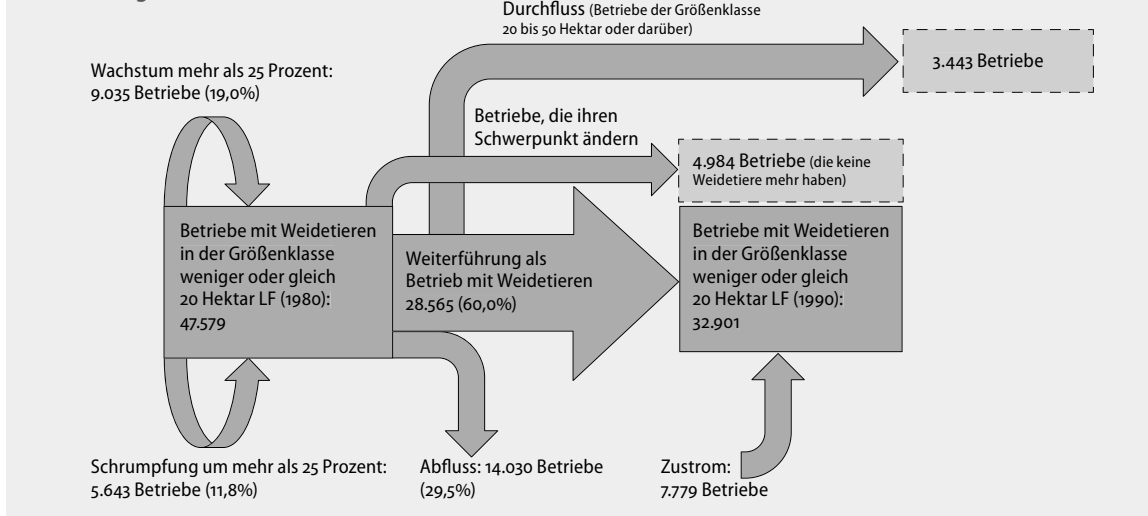 Durchfluss (Betriebe der Größenklasse
20 bis 50 Hektar oder darüber)
3.443 Betriebe
Wachstum mehr als 25 Prozent:
9.035 Betriebe (19,0%)
Betriebe, die ihren
Schwerpunkt ändern
4.984 Betriebe (die keine
Weidetiere mehr haben)
Betriebe mit Weidetieren
in der Größenklasse
weniger oder gleich
20 Hektar LF (1980):
47.579
Weiterführung als
Betrieb mit Weidetieren
28.565 (60,0%)
Betriebe mit Weidetieren
in der Größenklasse
weniger oder gleich
20 Hektar LF (1990):
32.901
Schrumpfung um mehr als 25 Prozent:
5.643 Betriebe (11,8%)
Abfluss: 14.030 Betriebe
(29,5%)
Zustrom:
7.779 Betriebe